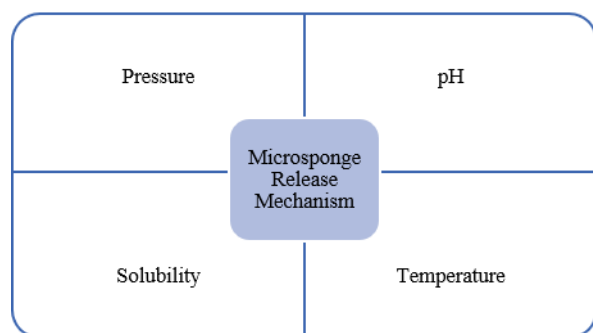 Pressure
pH
Microsponge
Release
Mechanism
Solubility
Temperature